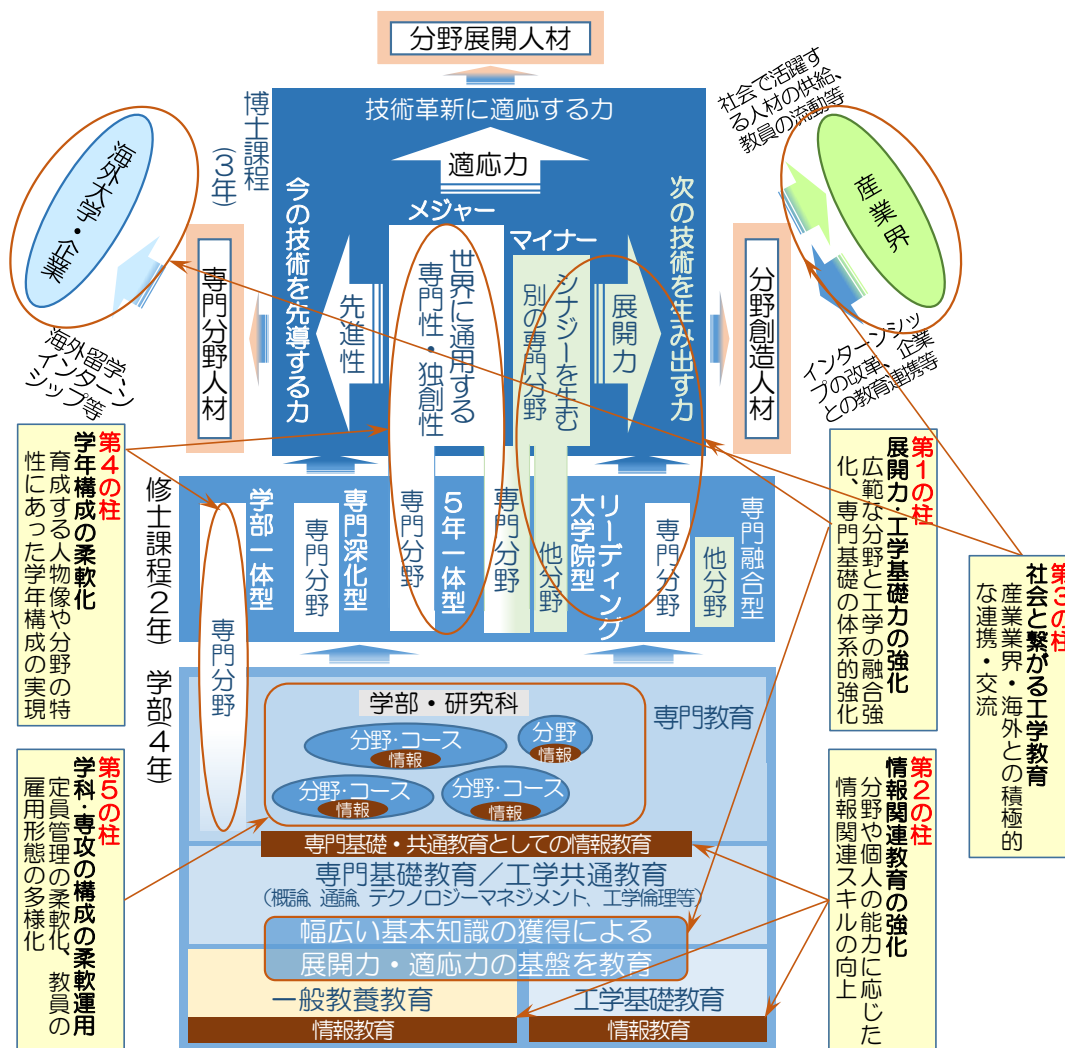 分野展開人材
技術革新に適応する力
適応力
博士課程
(3年)
社会で活躍す
る人材の供給、
教員の流動等
海外大学・企業
産業界
メジャー
マイナー
今の技術を先導する力
次の技術を生み出す力
専門分野人材
分野創造人材
先進性
世界に通用する
専門性・独創性
シナジーを生む
別の専門分野
展開力
海外留学、
インターン
シップ等
インターンシッ
プの改革、企業
との教育連携等
第4の柱
学年構成の柔軟化
育成する人物像や分野の特
性にあった学年構成の実現
第1の柱
展開力・工学基礎力の強化
広範な分野と工学の融合強
化、専門基礎の体系的強化
第3の柱
社会と繋がる工学教育
産業業界・海外との積極的
な連携・交流
修士課程(2年)
学部一体型
専門分野
専門深化型
専門分野
5年一体型
専門分野
他分野
リーディング
大学院型
専門分野
他分野
専門融合型
専門分野
学部(4年)
学部・研究科
専門教育
分野・コース
情報
分野
情報
分野・コース
情報
分野・コース
情報
専門基礎・共通教育としての情報教育
専門基礎教育／工学共通教育
(概論、通論、テクノロジーマネジメント、工学倫理等)
幅広い基本知識の獲得による
展開力・適応力の基盤を教育
一般教養教育
工学基礎教育
情報教育
情報教育
第5の柱
学科・専攻の構成の柔軟運用
定員管理の柔軟化、教員の
雇用形態の多様化
第2の柱
情報関連教育の強化
分野や個人の能力に応じた
情報関連スキルの向上